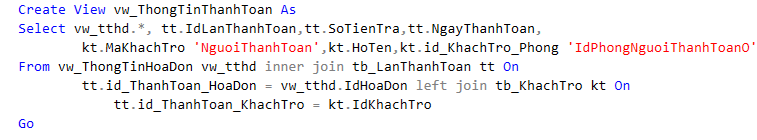 Create View vw_ThongTinThanhToan As
Select vw_tthd.*, tt.IdLanThanhToan,tt.SoTienTra,tt.NgayThanhToan,
kt.MaKhachTro 'NguoiThanhToan',kt.HoTen,kt.id_KhachTro_Phong 'IdPhongNguoiThanhToanO'
From vw_ThongTinHoaDon vw_tthd inner join tb_LanThanhToan tt On
tt.id_ThanhToan_HoaDon = vw_tthd.IdHoaDon left join tb_KhachTro kt On
tt.id_ThanhToan_KhachTro = kt.IdKhachTro
Go